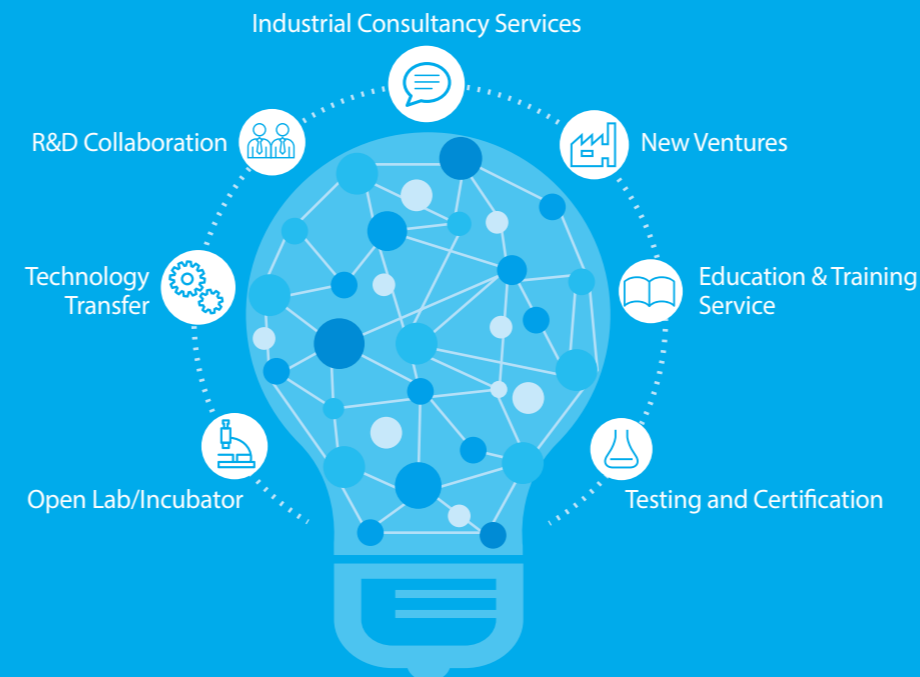 Industrial Consultancy Services
R&D Collaboration
New Ventures
Technology
Transfer
Education & Training
Service
Open Lab/Incubator
Testing and Certification